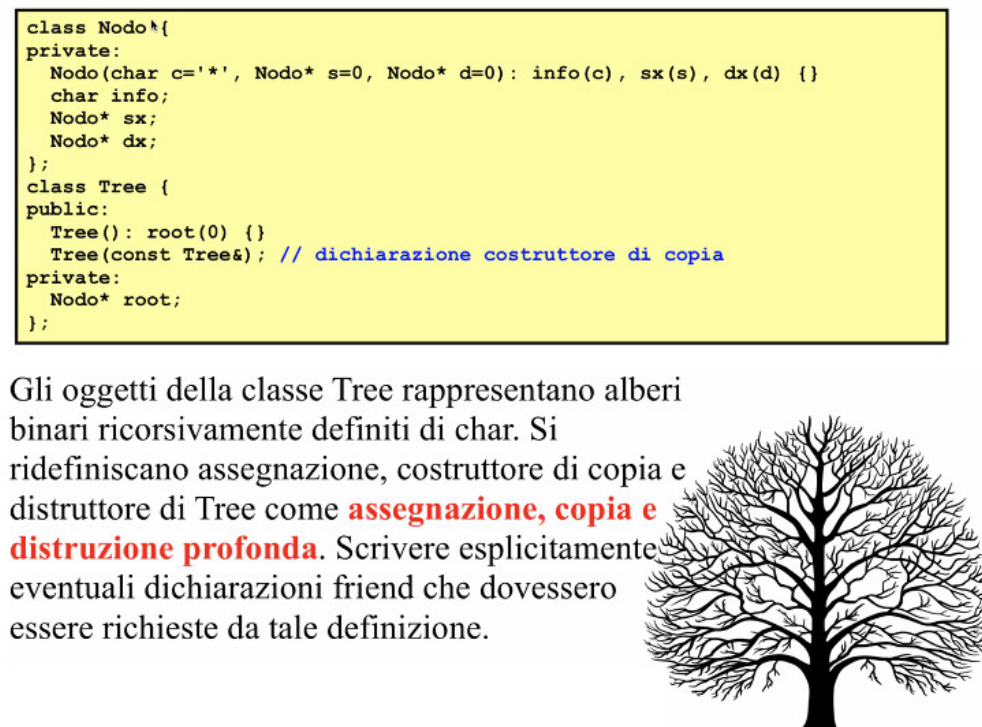 class Nodo {
private:
  Nodo(char c='*', Nodo* s=0, Nodo* d=0): info(c), sx(s), dx(d) {}
  char info;
  Nodo* sx;
  Nodo* dx;
};
class Tree {
public:
  Tree(): root(0) {}
  Tree(const Tree&); // dichiarazione costruttore di copia
private:
  Nodo* root;
};
Gli oggetti della classe Tree rappresentano alberi
binari ricorsivamente definiti di char. Si
ridefiniscano assegnazione, costruttore di copia e
distruttore di Tree come assegnazione, copia e
distruzione profonda. Scrivere esplicitamente
eventuali dichiarazioni friend che dovessero
essere richieste da tale definizione.